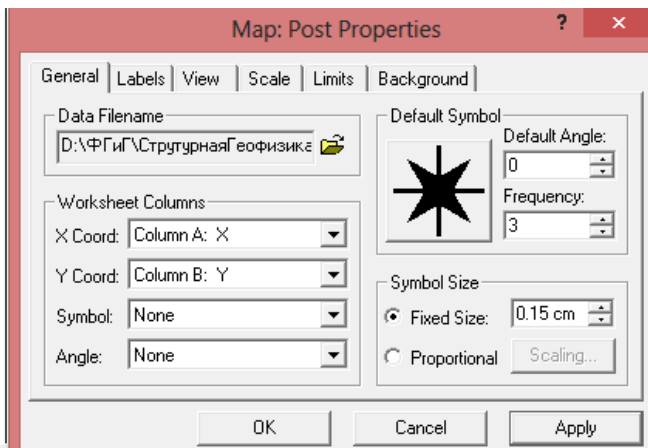 Map: Post Properties ? ×
General Labels View Scale Limits Background
Data Filename
D:\ФГиГ\СтрутурнаяГеофизика
Worksheet Columns
X Coord: Column A: X
Y Coord: Column B: Y
Symbol: None
Angle: None
Default Symbol
Default Angle:
0
Frequency:
3
Symbol Size
Fixed Size: 0.15 cm
Proportional Scaling...
OK Cancel Apply